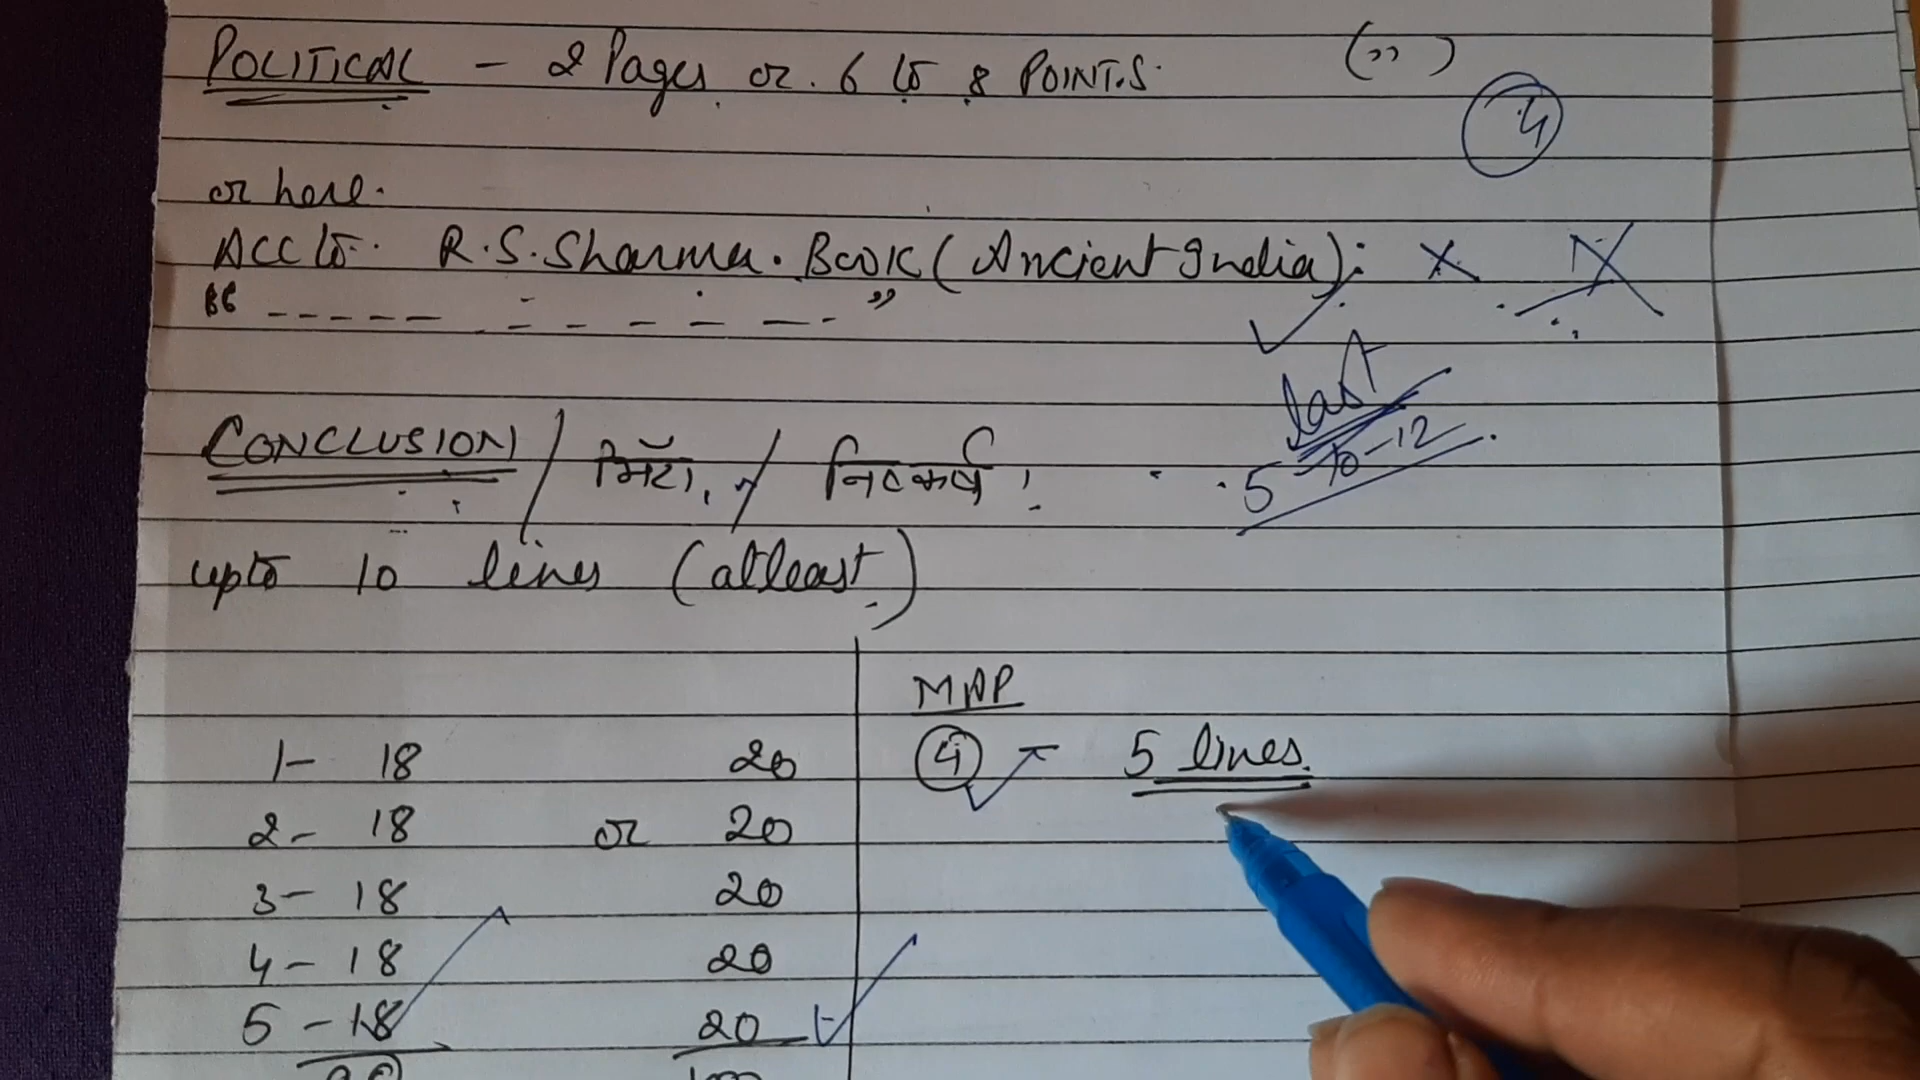 POLITICAL - 2 Pages or 6 to 8 POINTS. ( ,, )
4
or here.
ACC to. R.S. Sharma. Book ( Ancient India ): X
" - - - - - - - - - - - "
last
5 - 10 - 12
CONCLUSION / / निष्कर्ष !
upto 10 lines (atleast)
MAP
1- 18 20 4 - 5 lines.
2- 18 or 20
3- 18 20
4- 18 20
5 - 18 20
90 100